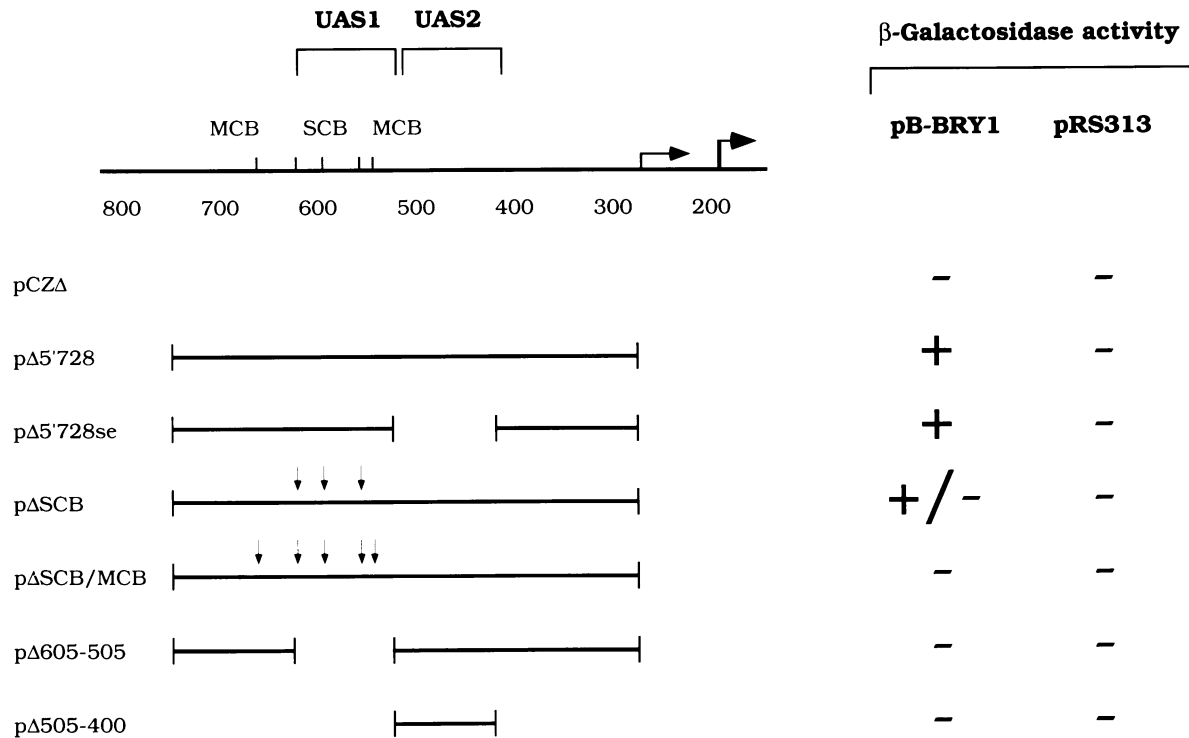 UAS1 UAS2
β-Galactosidase activity
MCB SCB MCB
pB-BRY1 pRS313
800 700 600 500 400 300 200
pCZΔ - -
pΔ5'728 + -
pΔ5'728se + -
pΔSCB +/- -
pΔSCB/MCB - -
pΔ605-505 - -
pΔ505-400 - -